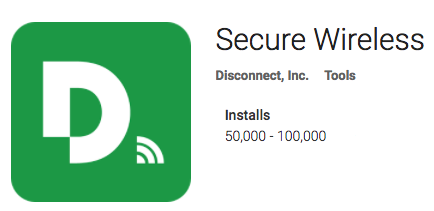 D
Secure Wireless
Disconnect, Inc. Tools
Installs
50,000 - 100,000